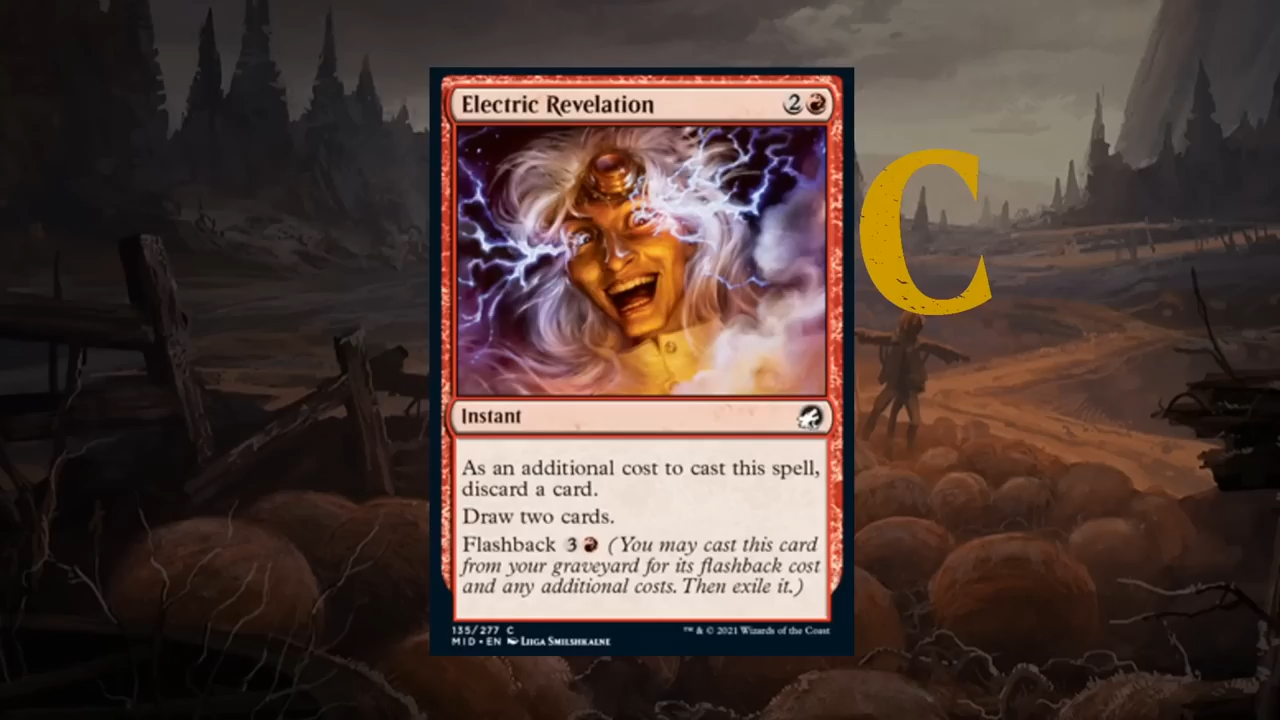 Electric Revelation 2
C
Instant
As an additional cost to cast this spell,
discard a card.
Draw two cards.
Flashback 3 (You may cast this card
from your graveyard for its flashback cost
and any additional costs. Then exile it.)
135/277 C
™ & © 2021 Wizards of the Coast
MID • EN Liiga Smilshkalne